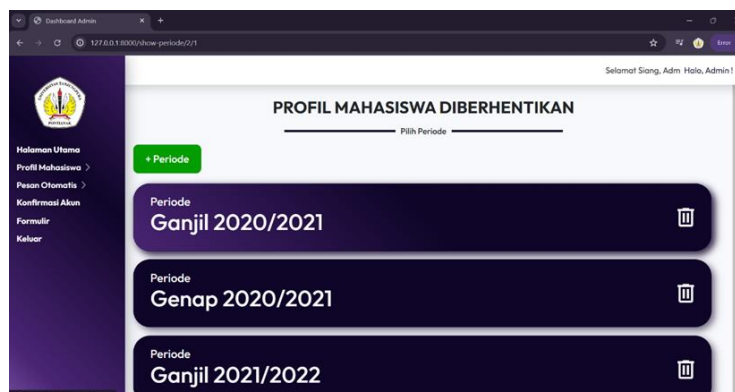 Dashboard Admin
127.0.0.1:8000/show-periode/2/1
Error
Selamat Siang, Adm Halo, Admin !
PONTIANAK
Halaman Utama
Profil Mahasiswa
Pesan Otomatis
Konfirmasi Akun
Formulir
Keluar
PROFIL MAHASISWA DIBERHENTIKAN
Pilih Periode
+ Periode
Periode
Ganjil 2020/2021
Periode
Genap 2020/2021
Periode
Ganjil 2021/2022